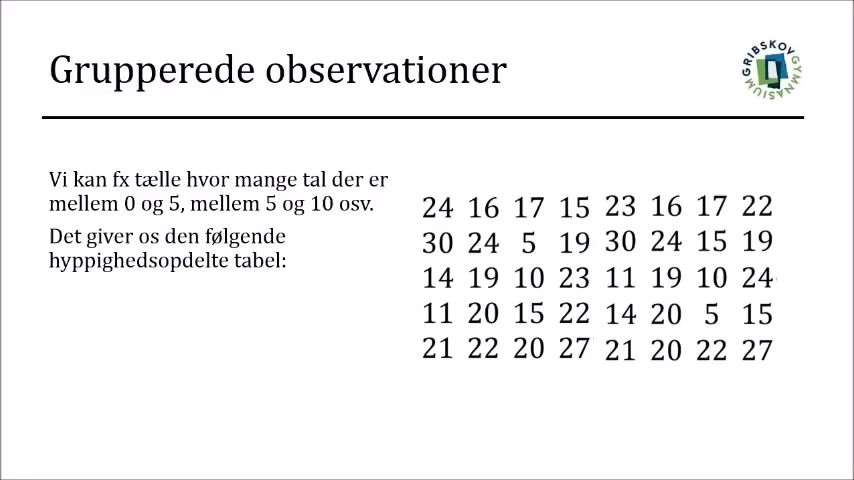 Grupperede observationer
GRIBSKOV GYMNASIUM
Vi kan fx tælle hvor mange tal der er
mellem 0 og 5, mellem 5 og 10 osv.
Det giver os den følgende
hyppighedsopdelte tabel:
24 16 17 15 23 16 17 22
30 24 5 19 30 24 15 19
14 19 10 23 11 19 10 24
11 20 15 22 14 20 5 15
21 22 20 27 21 20 22 27